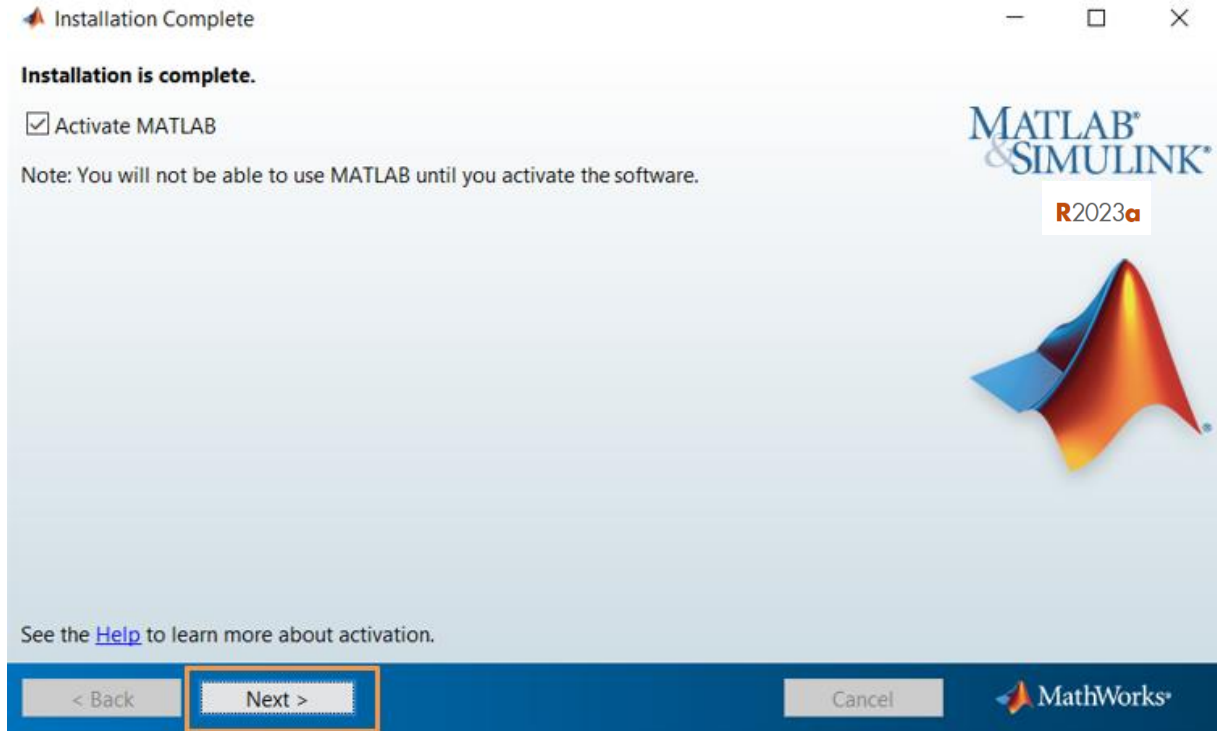 Installation Complete
Installation is complete.
Activate MATLAB
Note: You will not be able to use MATLAB until you activate the software.
MATLAB®
&SIMULINK®
R2023a
®
See the Help to learn more about activation.
< Back
Next >
Cancel
MathWorks®